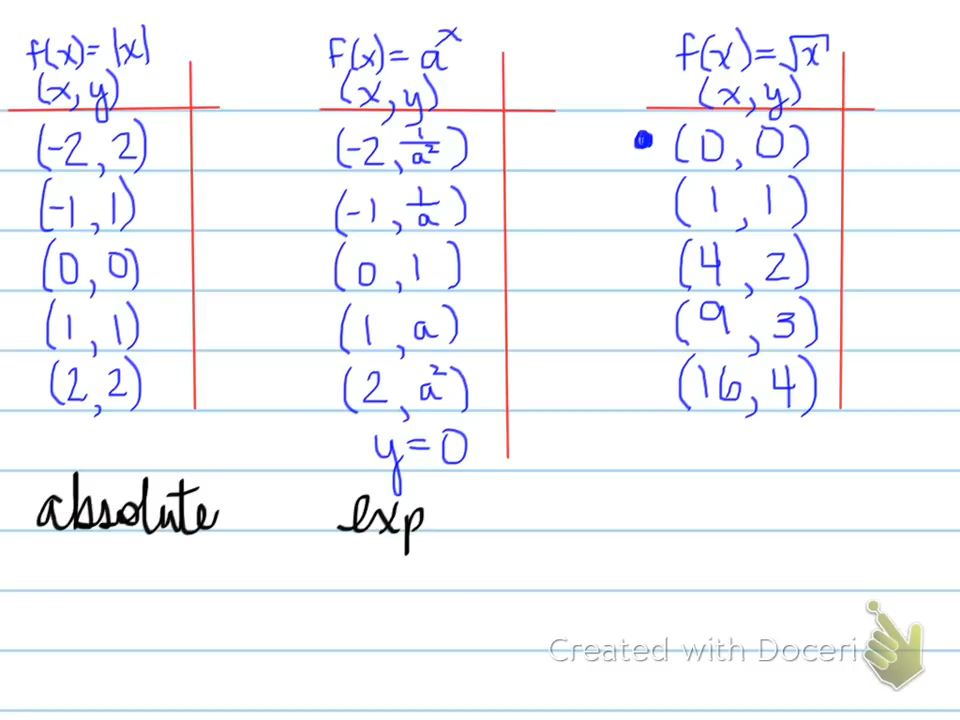 f(x) = |x|
(x, y)
(-2, 2)
(-1, 1)
(0, 0)
(1, 1)
(2, 2)
absolute
F(x) = a^x
(x, y)
(-2, 1/a²)
(-1, 1/a)
(0, 1)
(1, a)
(2, a²)
y = 0
exp
f(x) = √x
(x, y)
(0, 0)
(1, 1)
(4, 2)
(9, 3)
(16, 4)
Created with Doceri